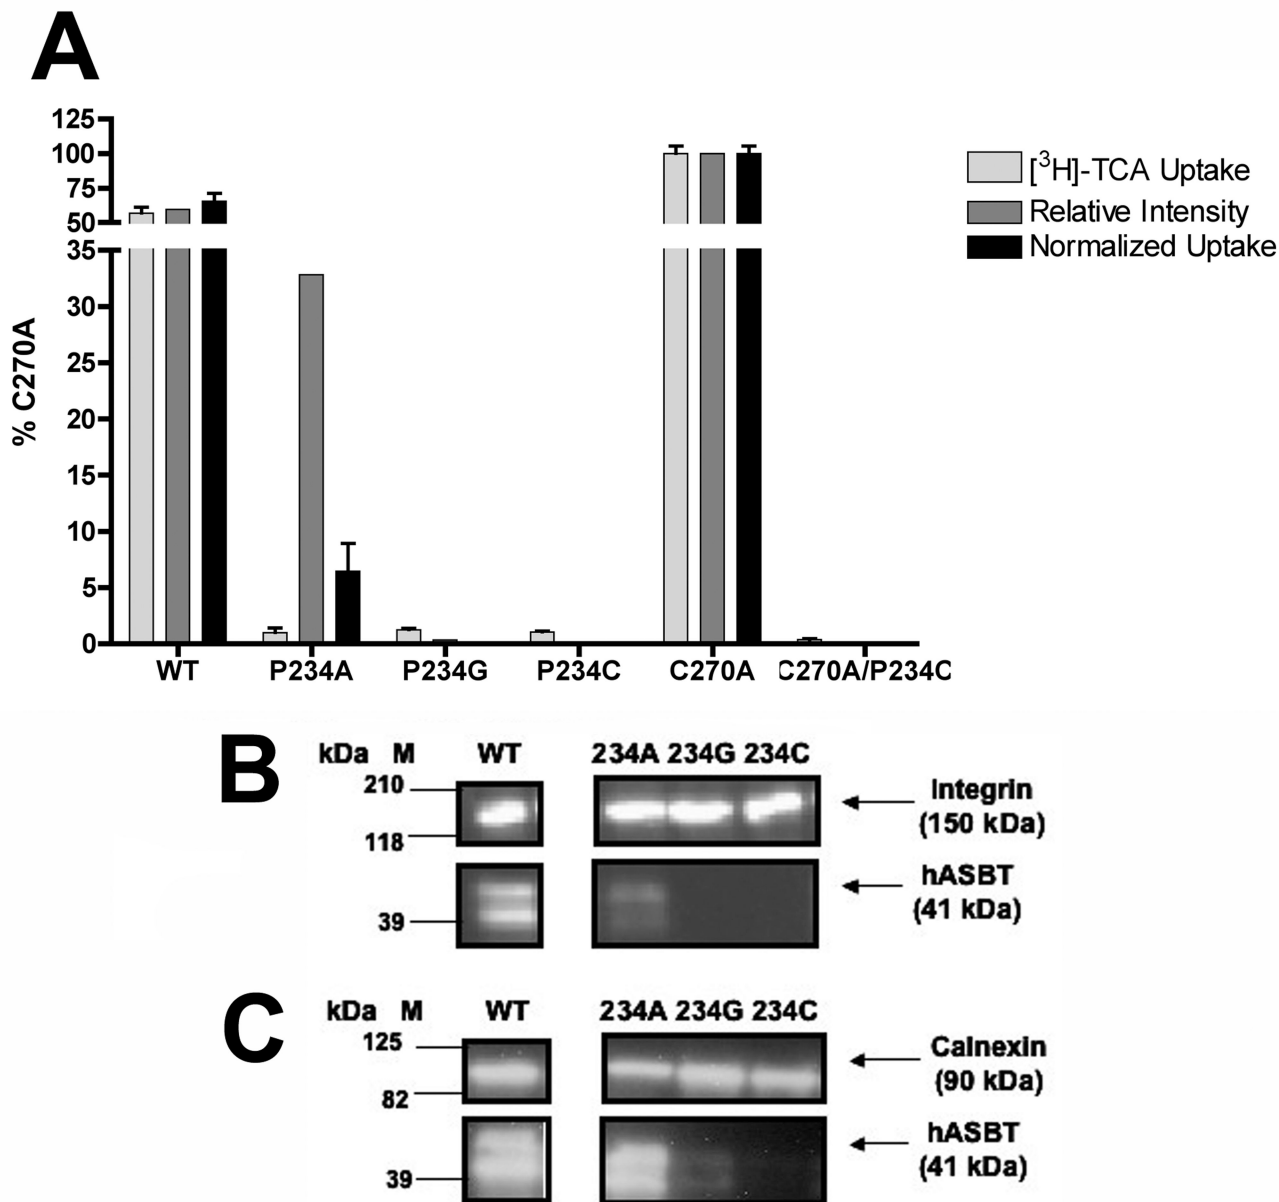 A
125
100
75
50
35
30
25
20
15
10
5
0
% C270A
WT P234A P234G P234C C270A C270A/P234C
[³H]-TCA Uptake
Relative Intensity
Normalized Uptake
B
kDa M WT 234A 234G 234C
210
118
Integrin
(150 kDa)
39
hASBT
(41 kDa)
C
kDa M WT 234A 234G 234C
125
82
Calnexin
(90 kDa)
39
hASBT
(41 kDa)